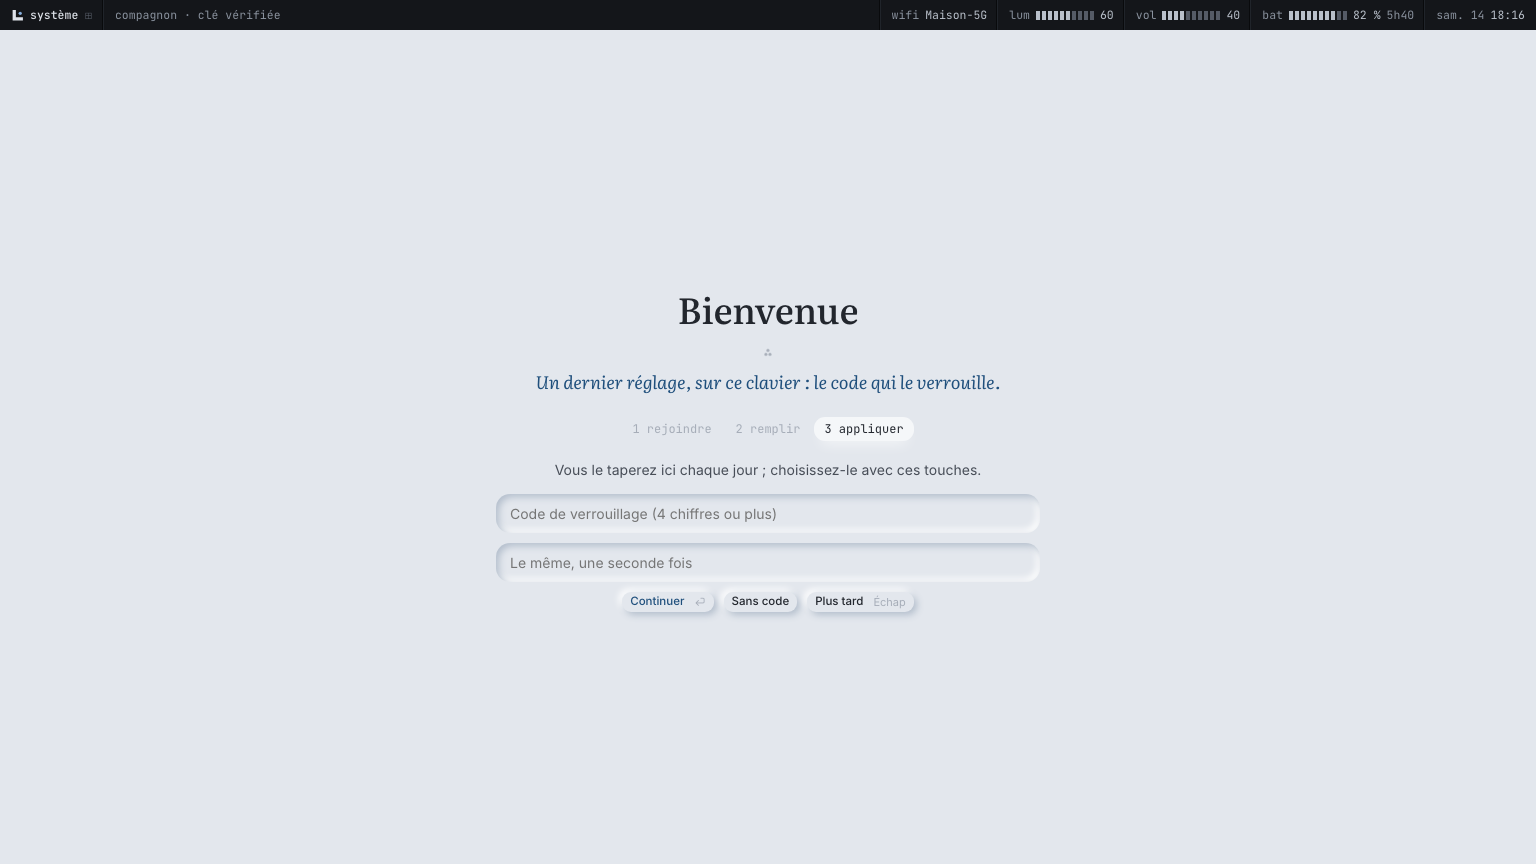 système compagnon · clé vérifiée wifi Maison-5G lum 60 vol 40 bat 82 % 5h40 sam. 14 18:16
Bienvenue
Un dernier réglage, sur ce clavier : le code qui le verrouille.
1 rejoindre 2 remplir 3 appliquer
Vous le taperez ici chaque jour ; choisissez-le avec ces touches.
Code de verrouillage (4 chiffres ou plus)
Le même, une seconde fois
Continuer ⏎ Sans code Plus tard Échap